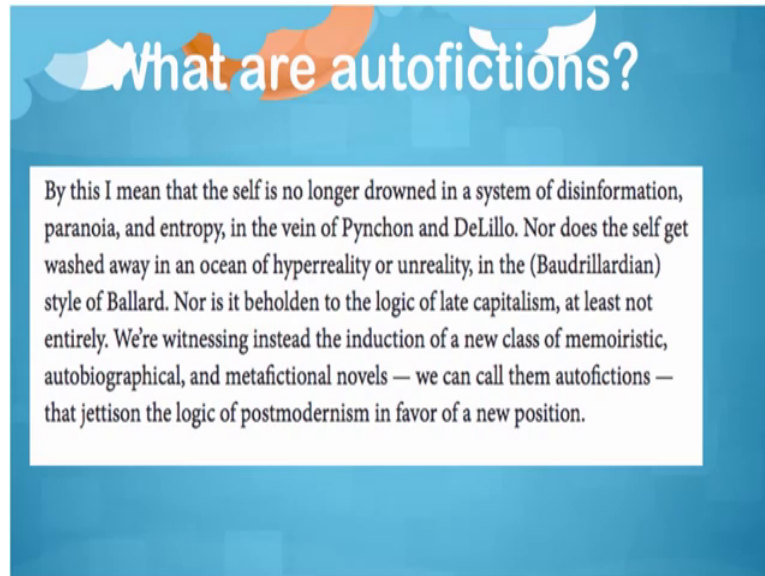 What are autofictions?
By this I mean that the self is no longer drowned in a system of disinformation,
paranoia, and entropy, in the vein of Pynchon and DeLillo. Nor does the self get
washed away in an ocean of hyperreality or unreality, in the (Baudrillardian)
style of Ballard. Nor is it beholden to the logic of late capitalism, at least not
entirely. We’re witnessing instead the induction of a new class of memoiristic,
autobiographical, and metafictional novels — we can call them autofictions —
that jettison the logic of postmodernism in favor of a new position.